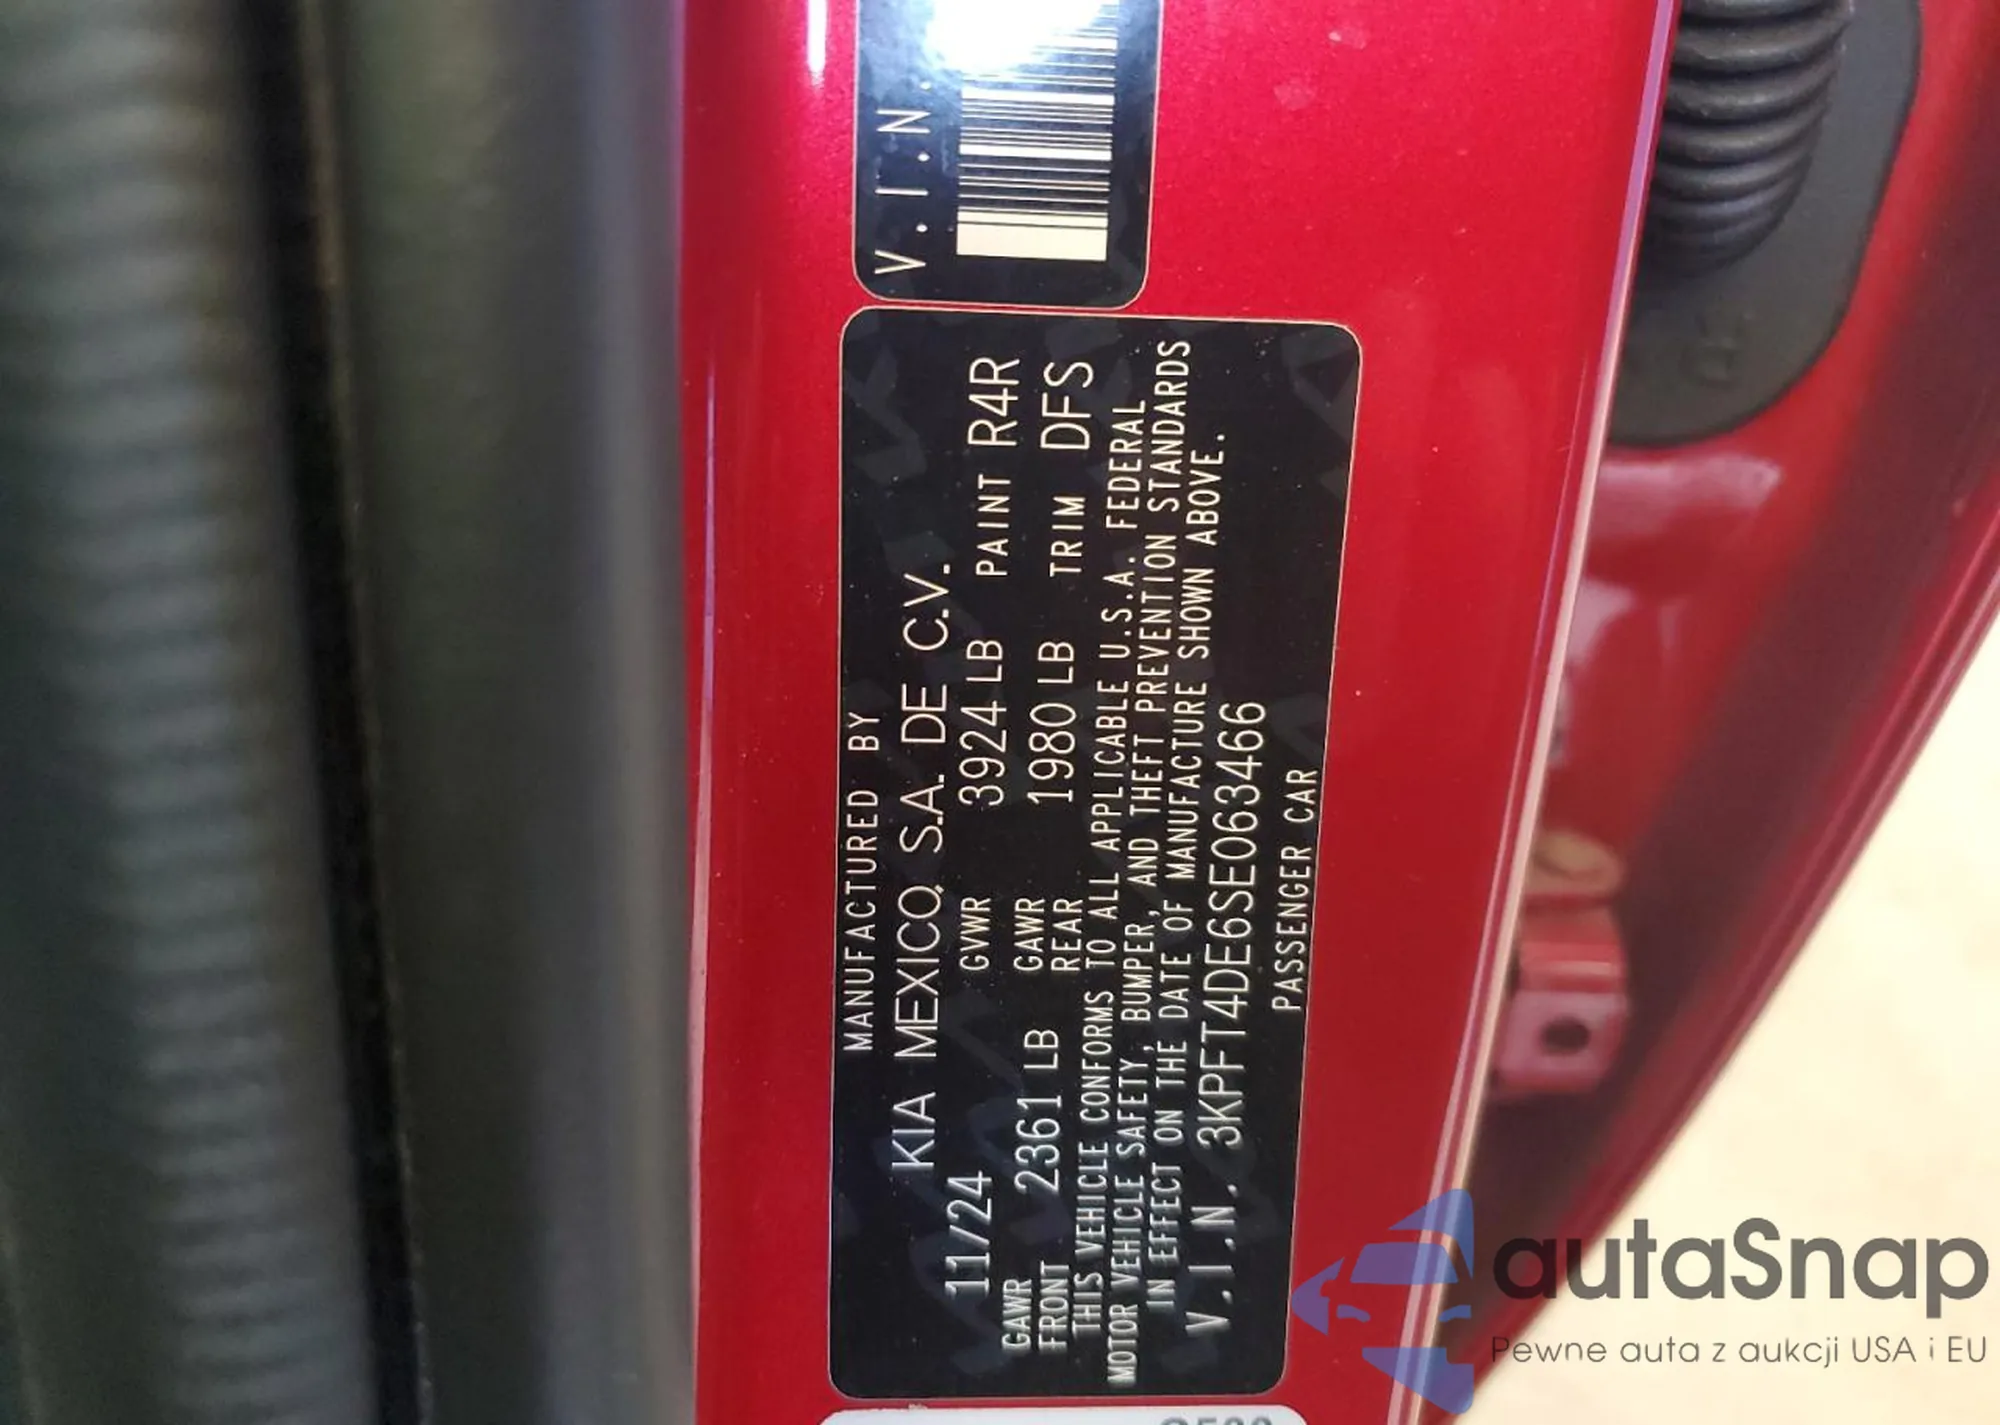 V.I.N.
MANUFACTURED BY
KIA MEXICO, S.A. DE C.V.
11/24 GVWR 3924 LB PAINT R4R
GAWR FRONT 2361 LB GAWR REAR 1980 LB TRIM DFS
THIS VEHICLE CONFORMS TO ALL APPLICABLE U.S.A. FEDERAL
MOTOR VEHICLE SAFETY, BUMPER, AND THEFT PREVENTION STANDARDS
IN EFFECT ON THE DATE OF MANUFACTURE SHOWN ABOVE.
V.I.N. 3KPFT4DE6SE063466
PASSENGER CAR
autaSnap
Pewne auta z aukcji USA i EU